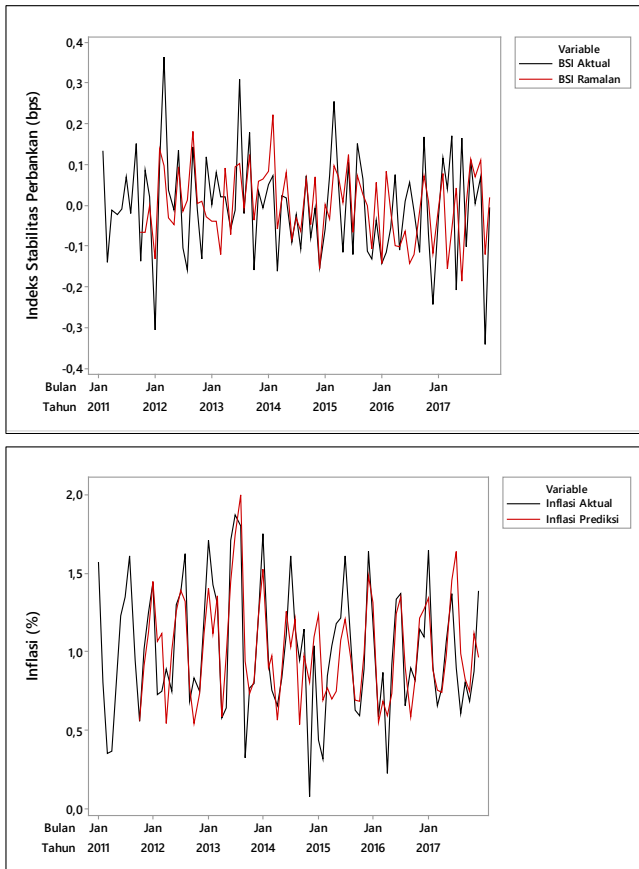 Variable
BSI Aktual
BSI Ramalan
Indeks Stabilitas Perbankan (bps)
0,4
0,3
0,2
0,1
0,0
-0,1
-0,2
-0,3
-0,4
Bulan Jan Jan Jan Jan Jan Jan Jan
Tahun 2011 2012 2013 2014 2015 2016 2017
Variable
Inflasi Aktual
Inflasi Prediksi
Inflasi (%)
2,0
1,5
1,0
0,5
0,0
Bulan Jan Jan Jan Jan Jan Jan Jan
Tahun 2011 2012 2013 2014 2015 2016 2017